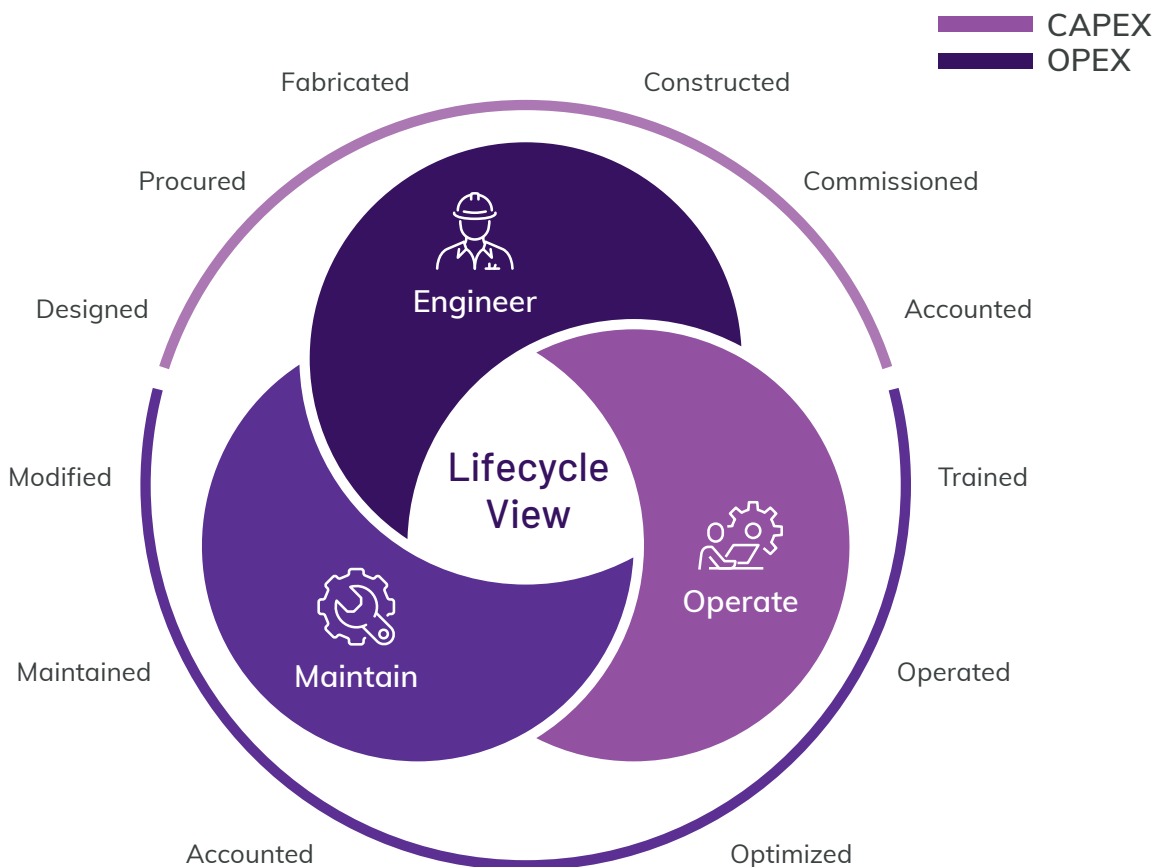 CAPEX
OPEX
Fabricated
Constructed
Procured
Commissioned
Designed
Accounted
Engineer
Lifecycle
View
Modified
Trained
Operate
Maintain
Maintained
Operated
Accounted
Optimized